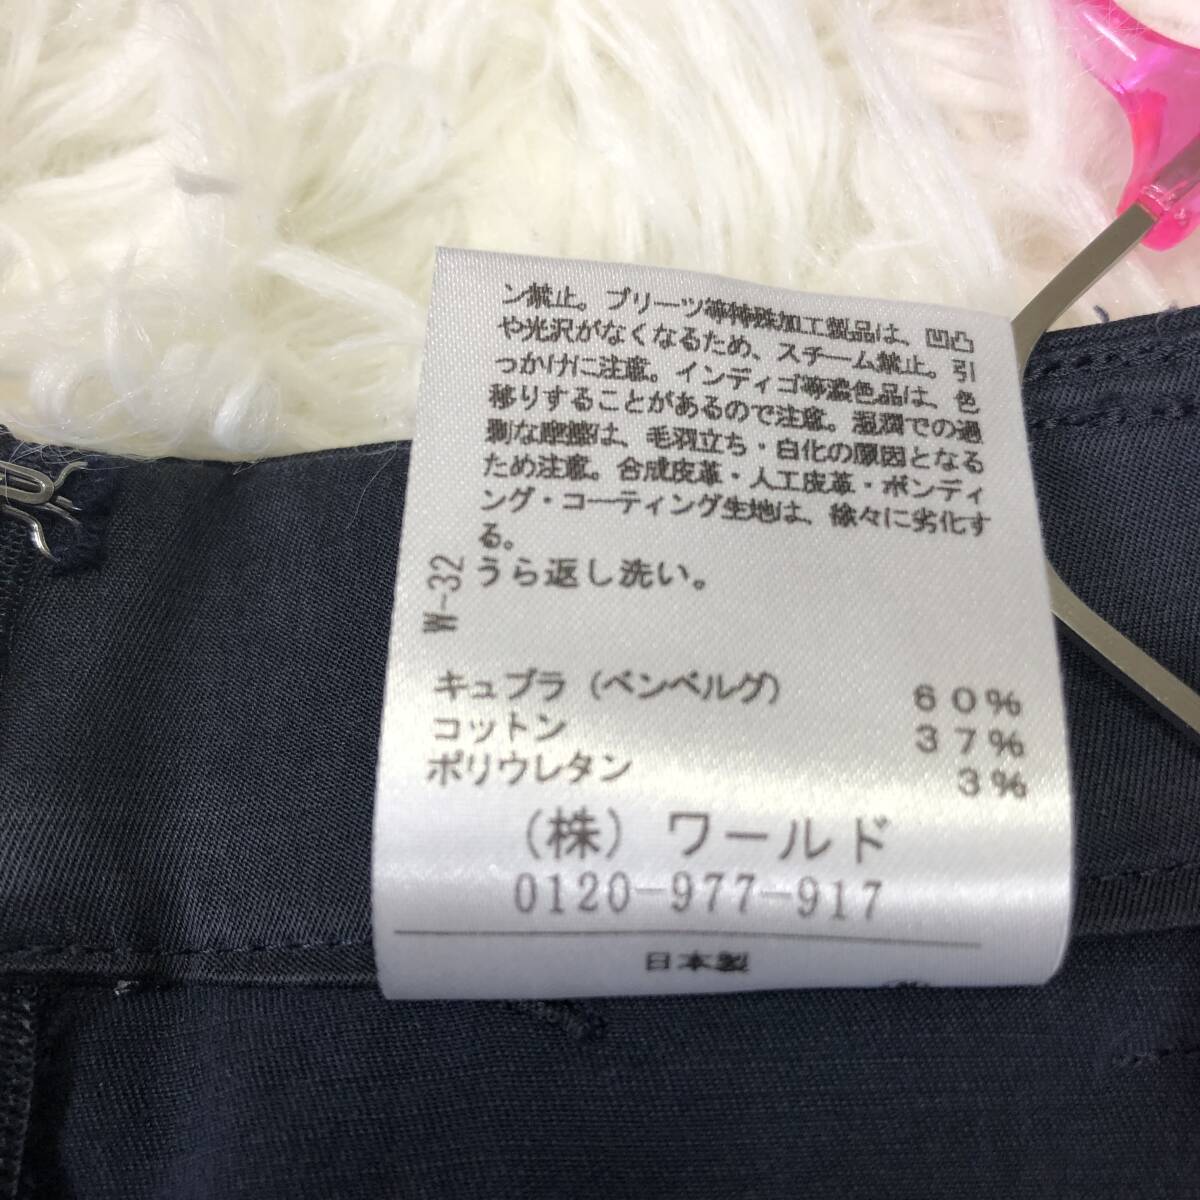 ン禁止。プリーツ等特殊加工製品は、凹凸
や光沢がなくなるため、スチーム禁止。引
っかけに注意。インディゴ等濃色品は、色
移りすることがあるので注意。湿潤での過
剰な摩擦は、毛羽立ち・白化の原因となる
ため注意。合成皮革・人工皮革・ボンディ
ング・コーティング生地は、徐々に劣化す
る。
うら返し洗い。
W-32
キュプラ（ベンベルグ） 60%
コットン 37%
ポリウレタン 3%
（株）ワールド
0120-977-917
日本製